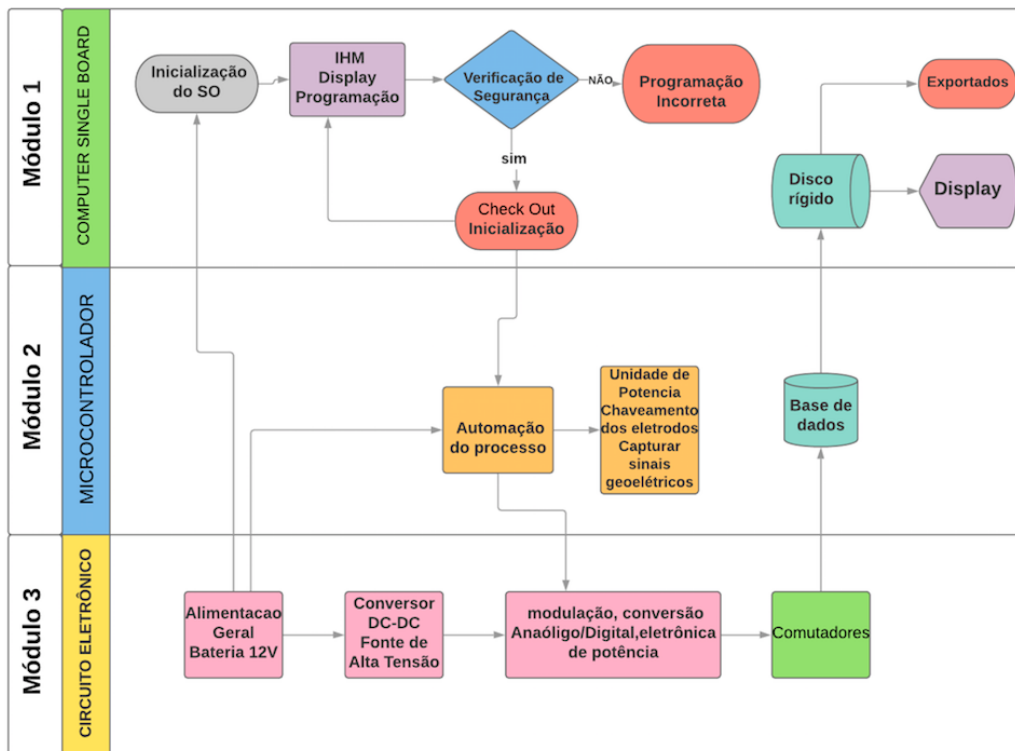 Módulo 1
COMPUTER SINGLE BOARD
Inicialização
do SO
IHM
Display
Programação
Verificação de
Segurança
NÃO
Programação
Incorreta
sim
Check Out
Inicialização
Exportados
Disco
rígido
Display
Módulo 2
MICROCONTROLADOR
Automação
do processo
Unidade de
Potencia
Chaveamento
dos eletrodos
Capturar
sinais
geoelétricos
Base de
dados
Módulo 3
CIRCUITO ELETRÔNICO
Alimentacao
Geral
Bateria 12V
Conversor
DC-DC
Fonte de
Alta Tensão
modulação, conversão
Anaóligo/Digital,eletrônica
de potência
Comutadores